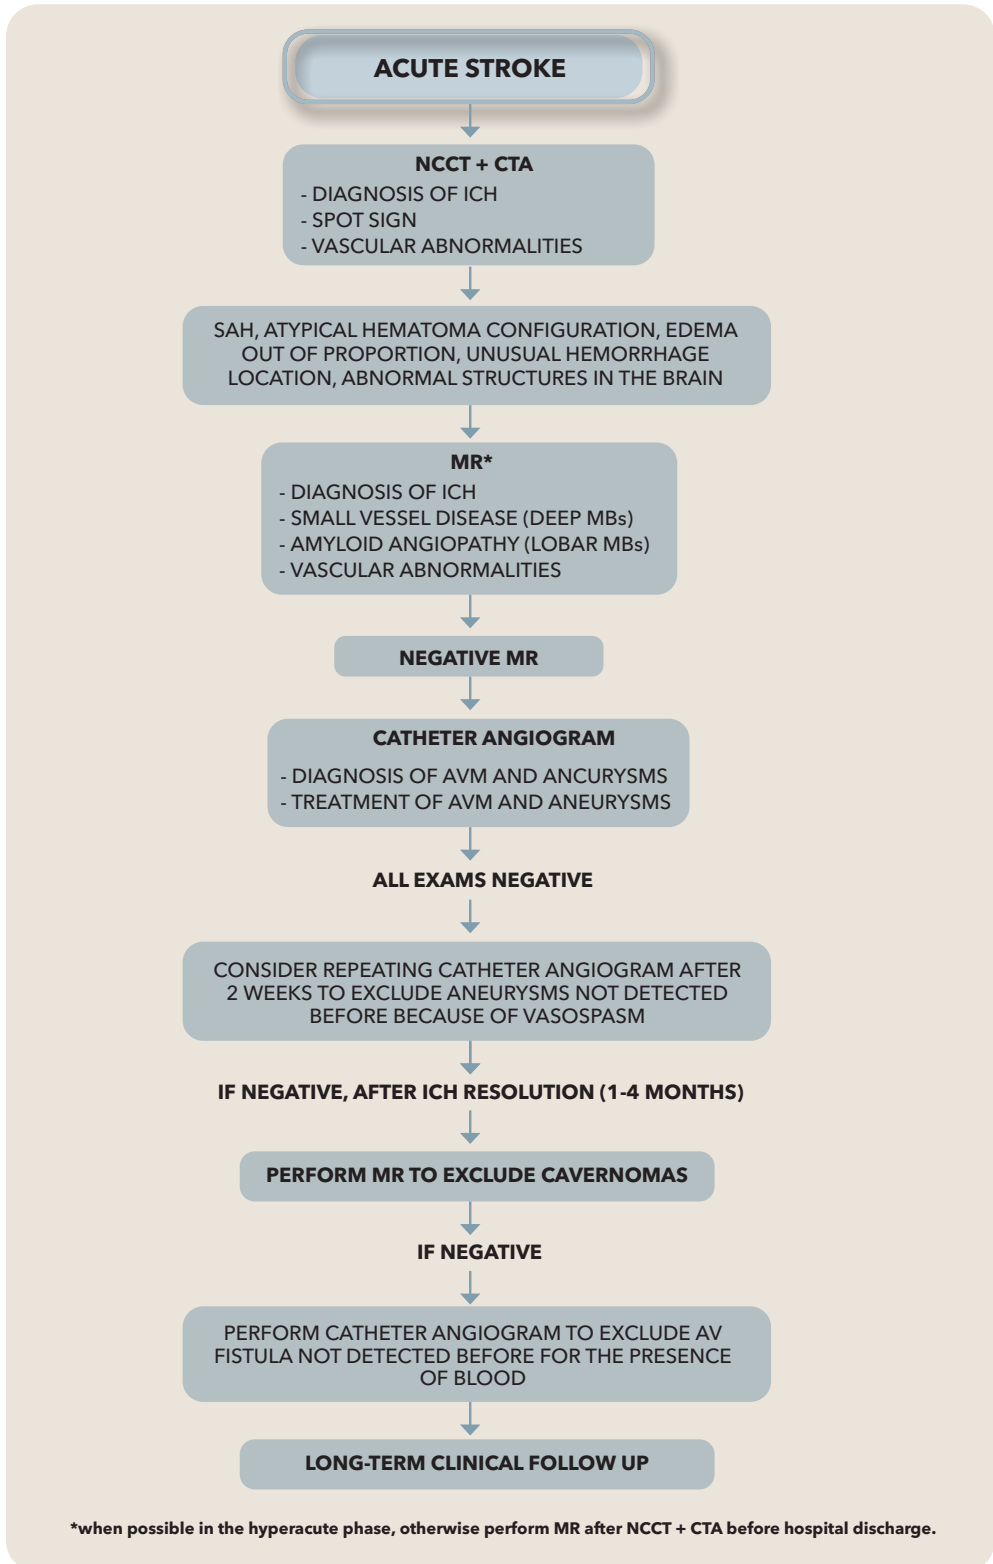 ACUTE STROKE
NCCT + CTA
- DIAGNOSIS OF ICH
- SPOT SIGN
- VASCULAR ABNORMALITIES
SAH, ATYPICAL HEMATOMA CONFIGURATION, EDEMA
OUT OF PROPORTION, UNUSUAL HEMORRHAGE
LOCATION, ABNORMAL STRUCTURES IN THE BRAIN
MR*
- DIAGNOSIS OF ICH
- SMALL VESSEL DISEASE (DEEP MBs)
- AMYLOID ANGIOPATHY (LOBAR MBs)
- VASCULAR ABNORMALITIES
NEGATIVE MR
CATHETER ANGIOGRAM
- DIAGNOSIS OF AVM AND ANCURYSMS
- TREATMENT OF AVM AND ANEURYSMS
ALL EXAMS NEGATIVE
CONSIDER REPEATING CATHETER ANGIOGRAM AFTER
2 WEEKS TO EXCLUDE ANEURYSMS NOT DETECTED
BEFORE BECAUSE OF VASOSPASM
IF NEGATIVE, AFTER ICH RESOLUTION (1-4 MONTHS)
PERFORM MR TO EXCLUDE CAVERNOMAS
IF NEGATIVE
PERFORM CATHETER ANGIOGRAM TO EXCLUDE AV
FISTULA NOT DETECTED BEFORE FOR THE PRESENCE
OF BLOOD
LONG-TERM CLINICAL FOLLOW UP
*when possible in the hyperacute phase, otherwise perform MR after NCCT + CTA before hospital discharge.